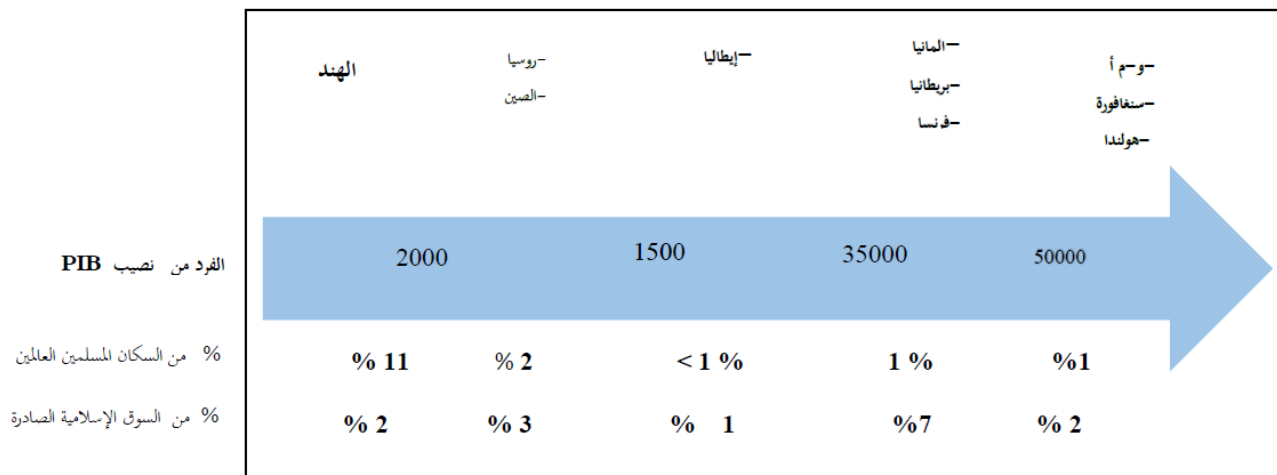 الهند
–روسيا
–الصين
–إيطاليا
–المانيا
–بريطانيا
–فرنسا
–و–م أ
–سنغافورة
–هولندا
الفرد من نصيب PIB
2000 1500 35000 50000
% من السكان المسلمين العالمين
% 11 % 2 < 1 % 1 % %1
% من السوق الإسلامية الصادرة
% 2 % 3 % 1 %7 % 2